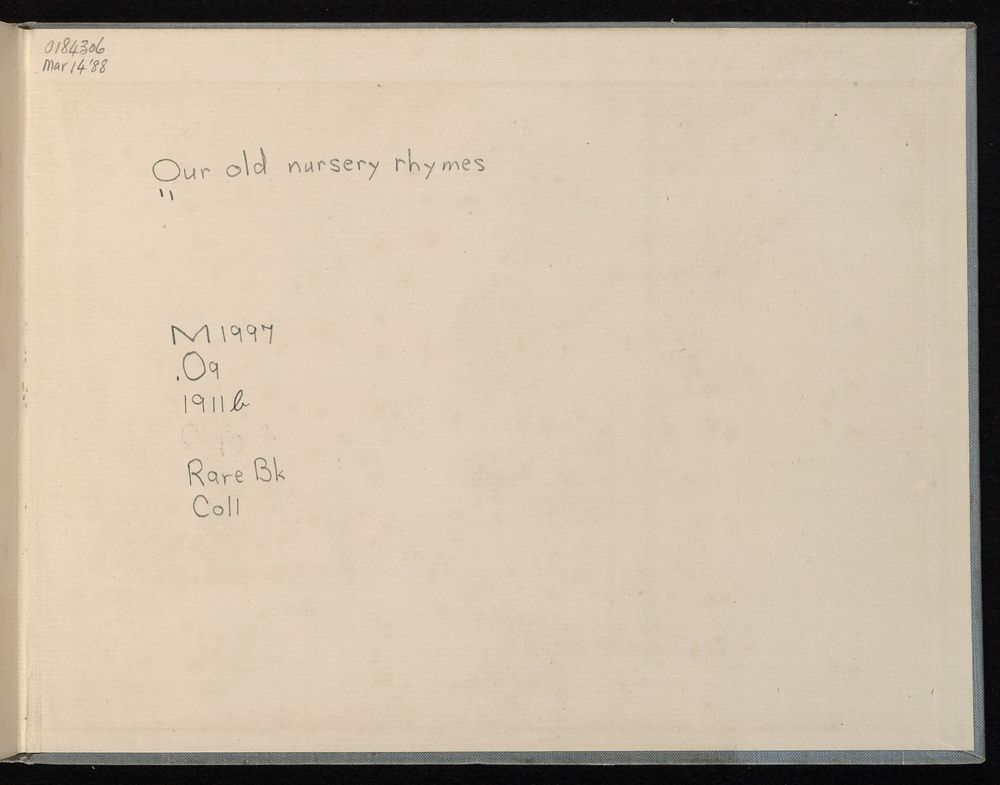 0184306
Mar 14 '88
Our old nursery rhymes
"
M1997
.O9
1911b
Rare Bk
Coll